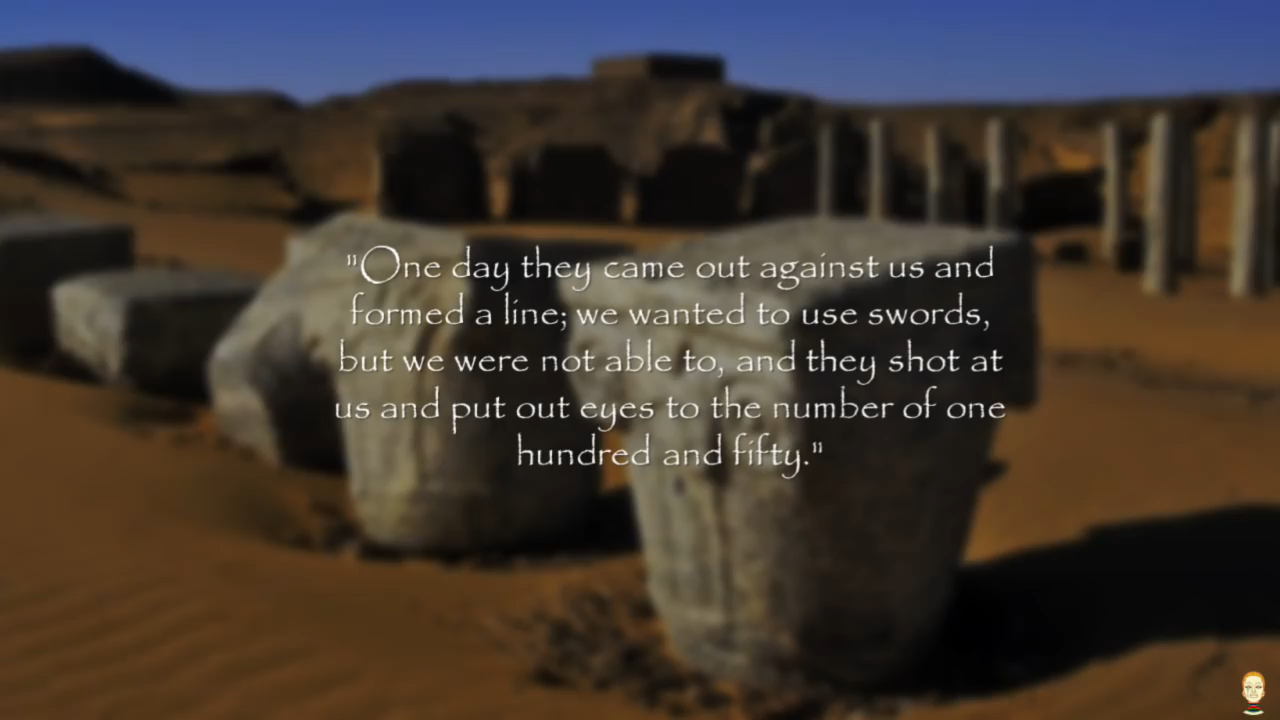 "One day they came out against us and
formed a line; we wanted to use swords,
but we were not able to, and they shot at
us and put out eyes to the number of one
hundred and fifty."